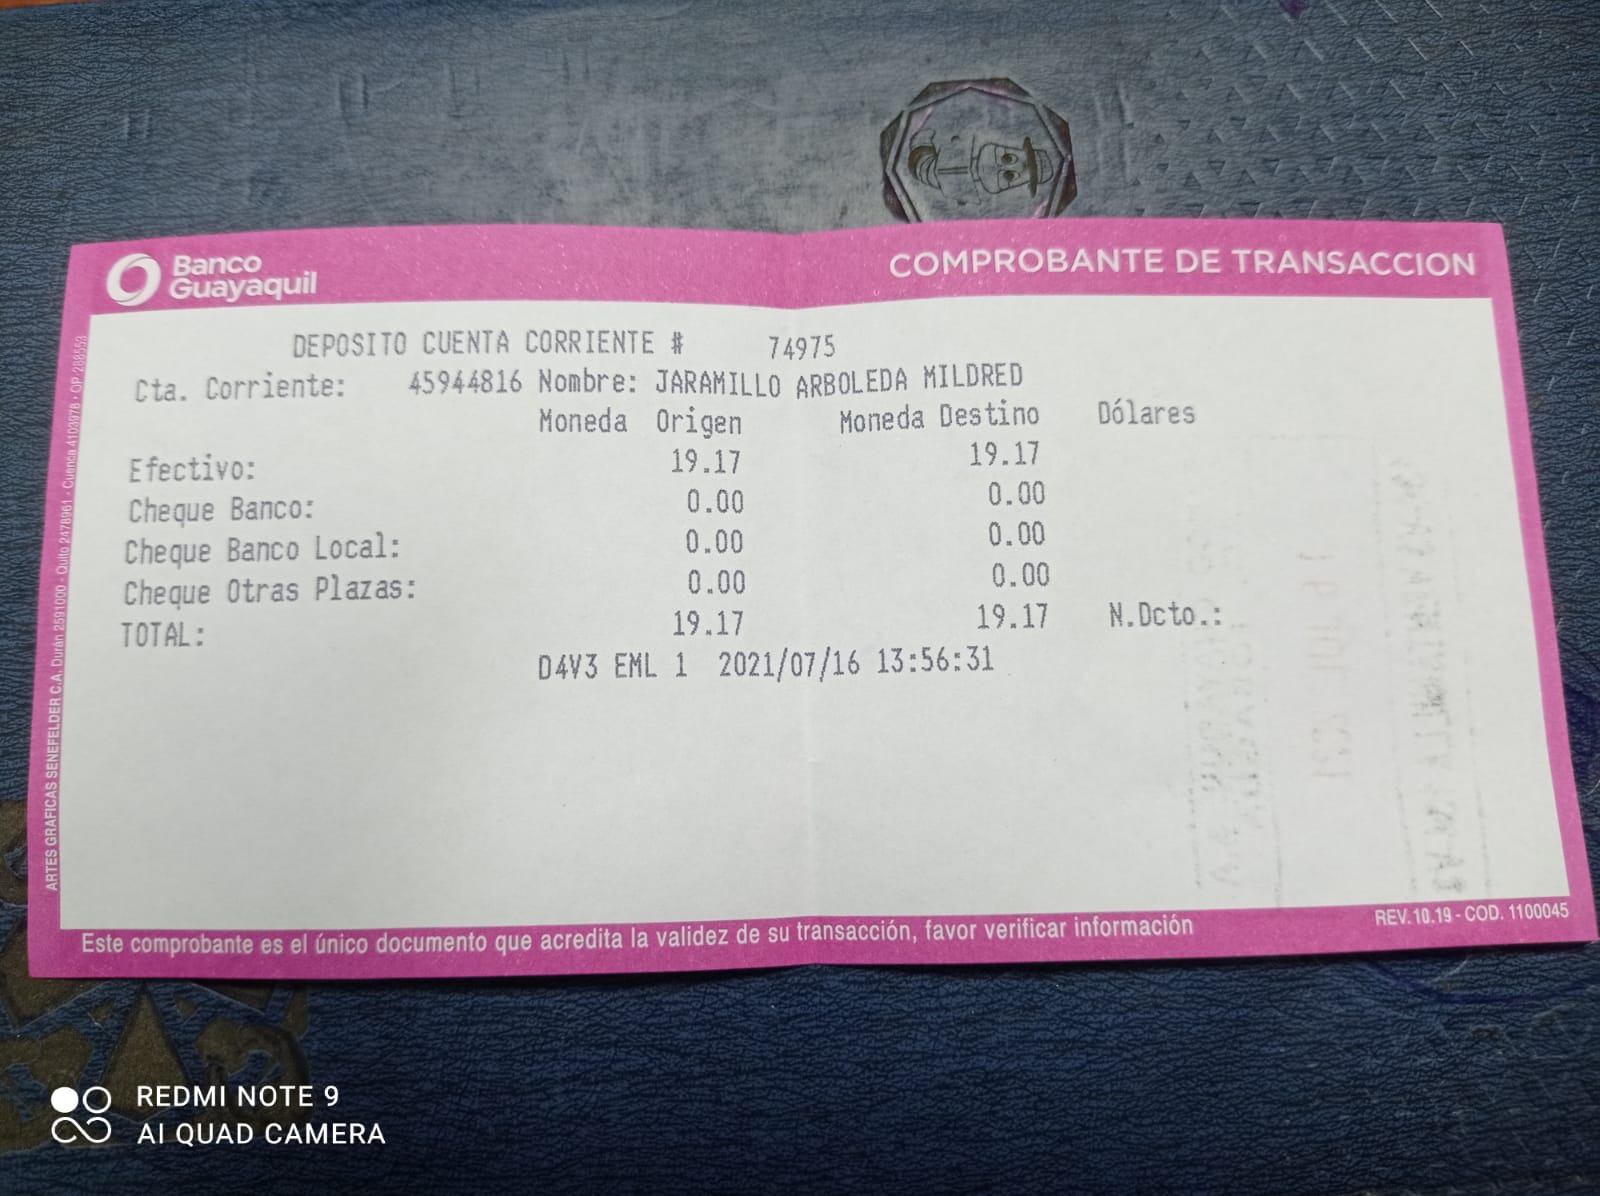 Banco
Guayaquil
COMPROBANTE DE TRANSACCION
DEPOSITO CUENTA CORRIENTE # 74975
Cta. Corriente: 45944816 Nombre: JARAMILLO ARBOLEDA MILDRED
Moneda Origen Moneda Destino Dólares
Efectivo: 19.17 19.17
Cheque Banco: 0.00 0.00
Cheque Banco Local: 0.00 0.00
Cheque Otras Plazas: 0.00 0.00
TOTAL: 19.17 19.17 N.Dcto.:
D4V3 EML 1 2021/07/16 13:56:31
ARTES GRAFICAS SENEFELDER C.A. Durán 2591000 - Quito 2478961 - Cuenca 4103978 - OP 288553
Este comprobante es el único documento que acredita la validez de su transacción, favor verificar información
REV. 10.19 - COD. 1100045
REDMI NOTE 9
AI QUAD CAMERA